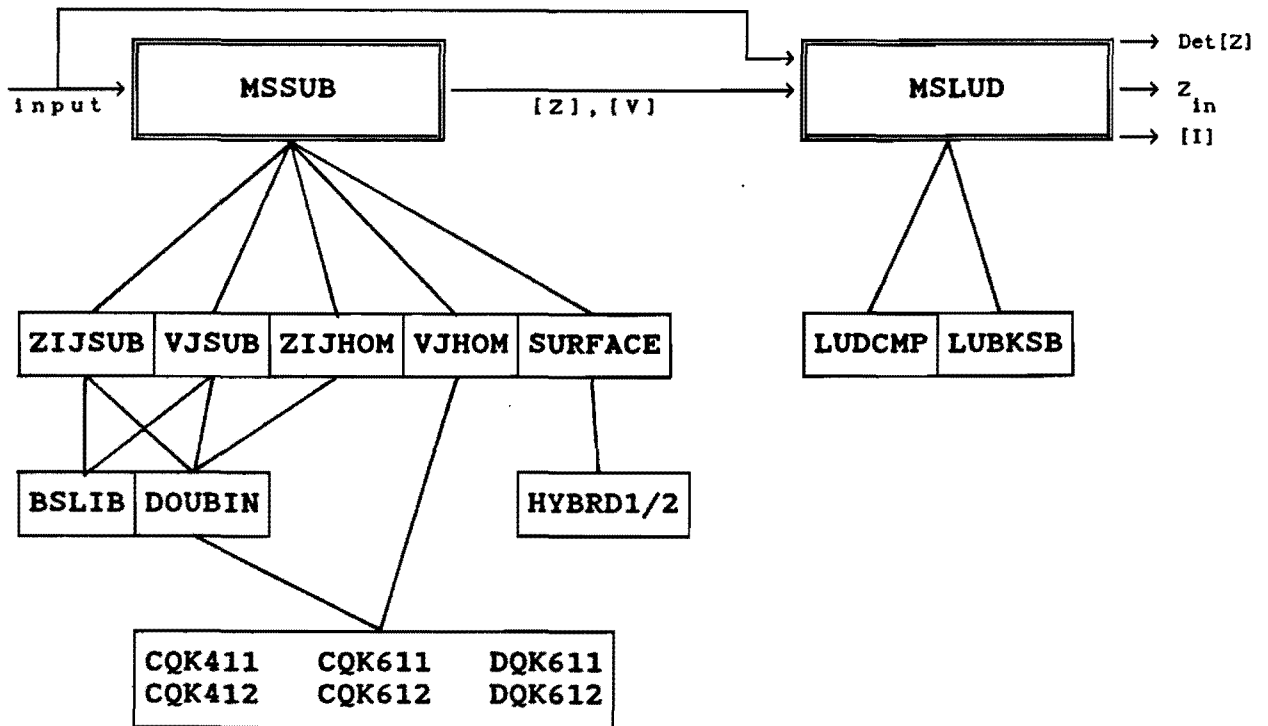 Det[Z]
MSSUB
MSLUD
input
[Z],[V]
Z in
[I]
ZIJSUB VJSUB ZIJHOM VJHOM SURFACE
LUDCMP LUBKSB
BSLIB DOUBIN
HYBRD1/2
CQK411 CQK611 DQK611
CQK412 CQK612 DQK612